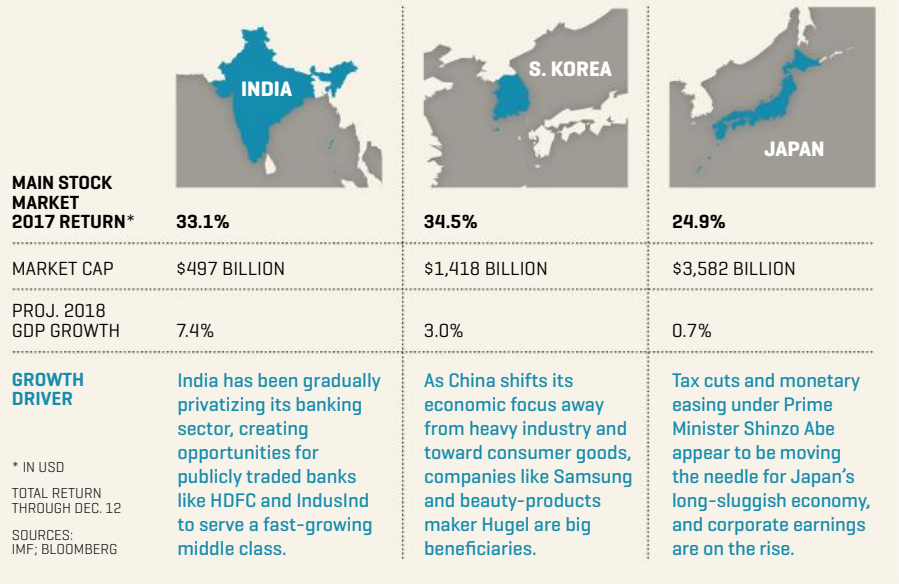 INDIA
S. KOREA
JAPAN
MAIN STOCK
MARKET
2017 RETURN*
33.1%
34.5%
24.9%
MARKET CAP
$497 BILLION
$1,418 BILLION
$3,582 BILLION
PROJ. 2018
GDP GROWTH
7.4%
3.0%
0.7%
GROWTH
DRIVER
India has been gradually
privatizing its banking
sector, creating
opportunities for
publicly traded banks
like HDFC and IndusInd
to serve a fast-growing
middle class.
As China shifts its
economic focus away
from heavy industry and
toward consumer goods,
companies like Samsung
and beauty-products
maker Hugel are big
beneficiaries.
Tax cuts and monetary
easing under Prime
Minister Shinzo Abe
appear to be moving
the needle for Japan’s
long-sluggish economy,
and corporate earnings
are on the rise.
* IN USD
TOTAL RETURN
THROUGH DEC. 12
SOURCES:
IMF; BLOOMBERG